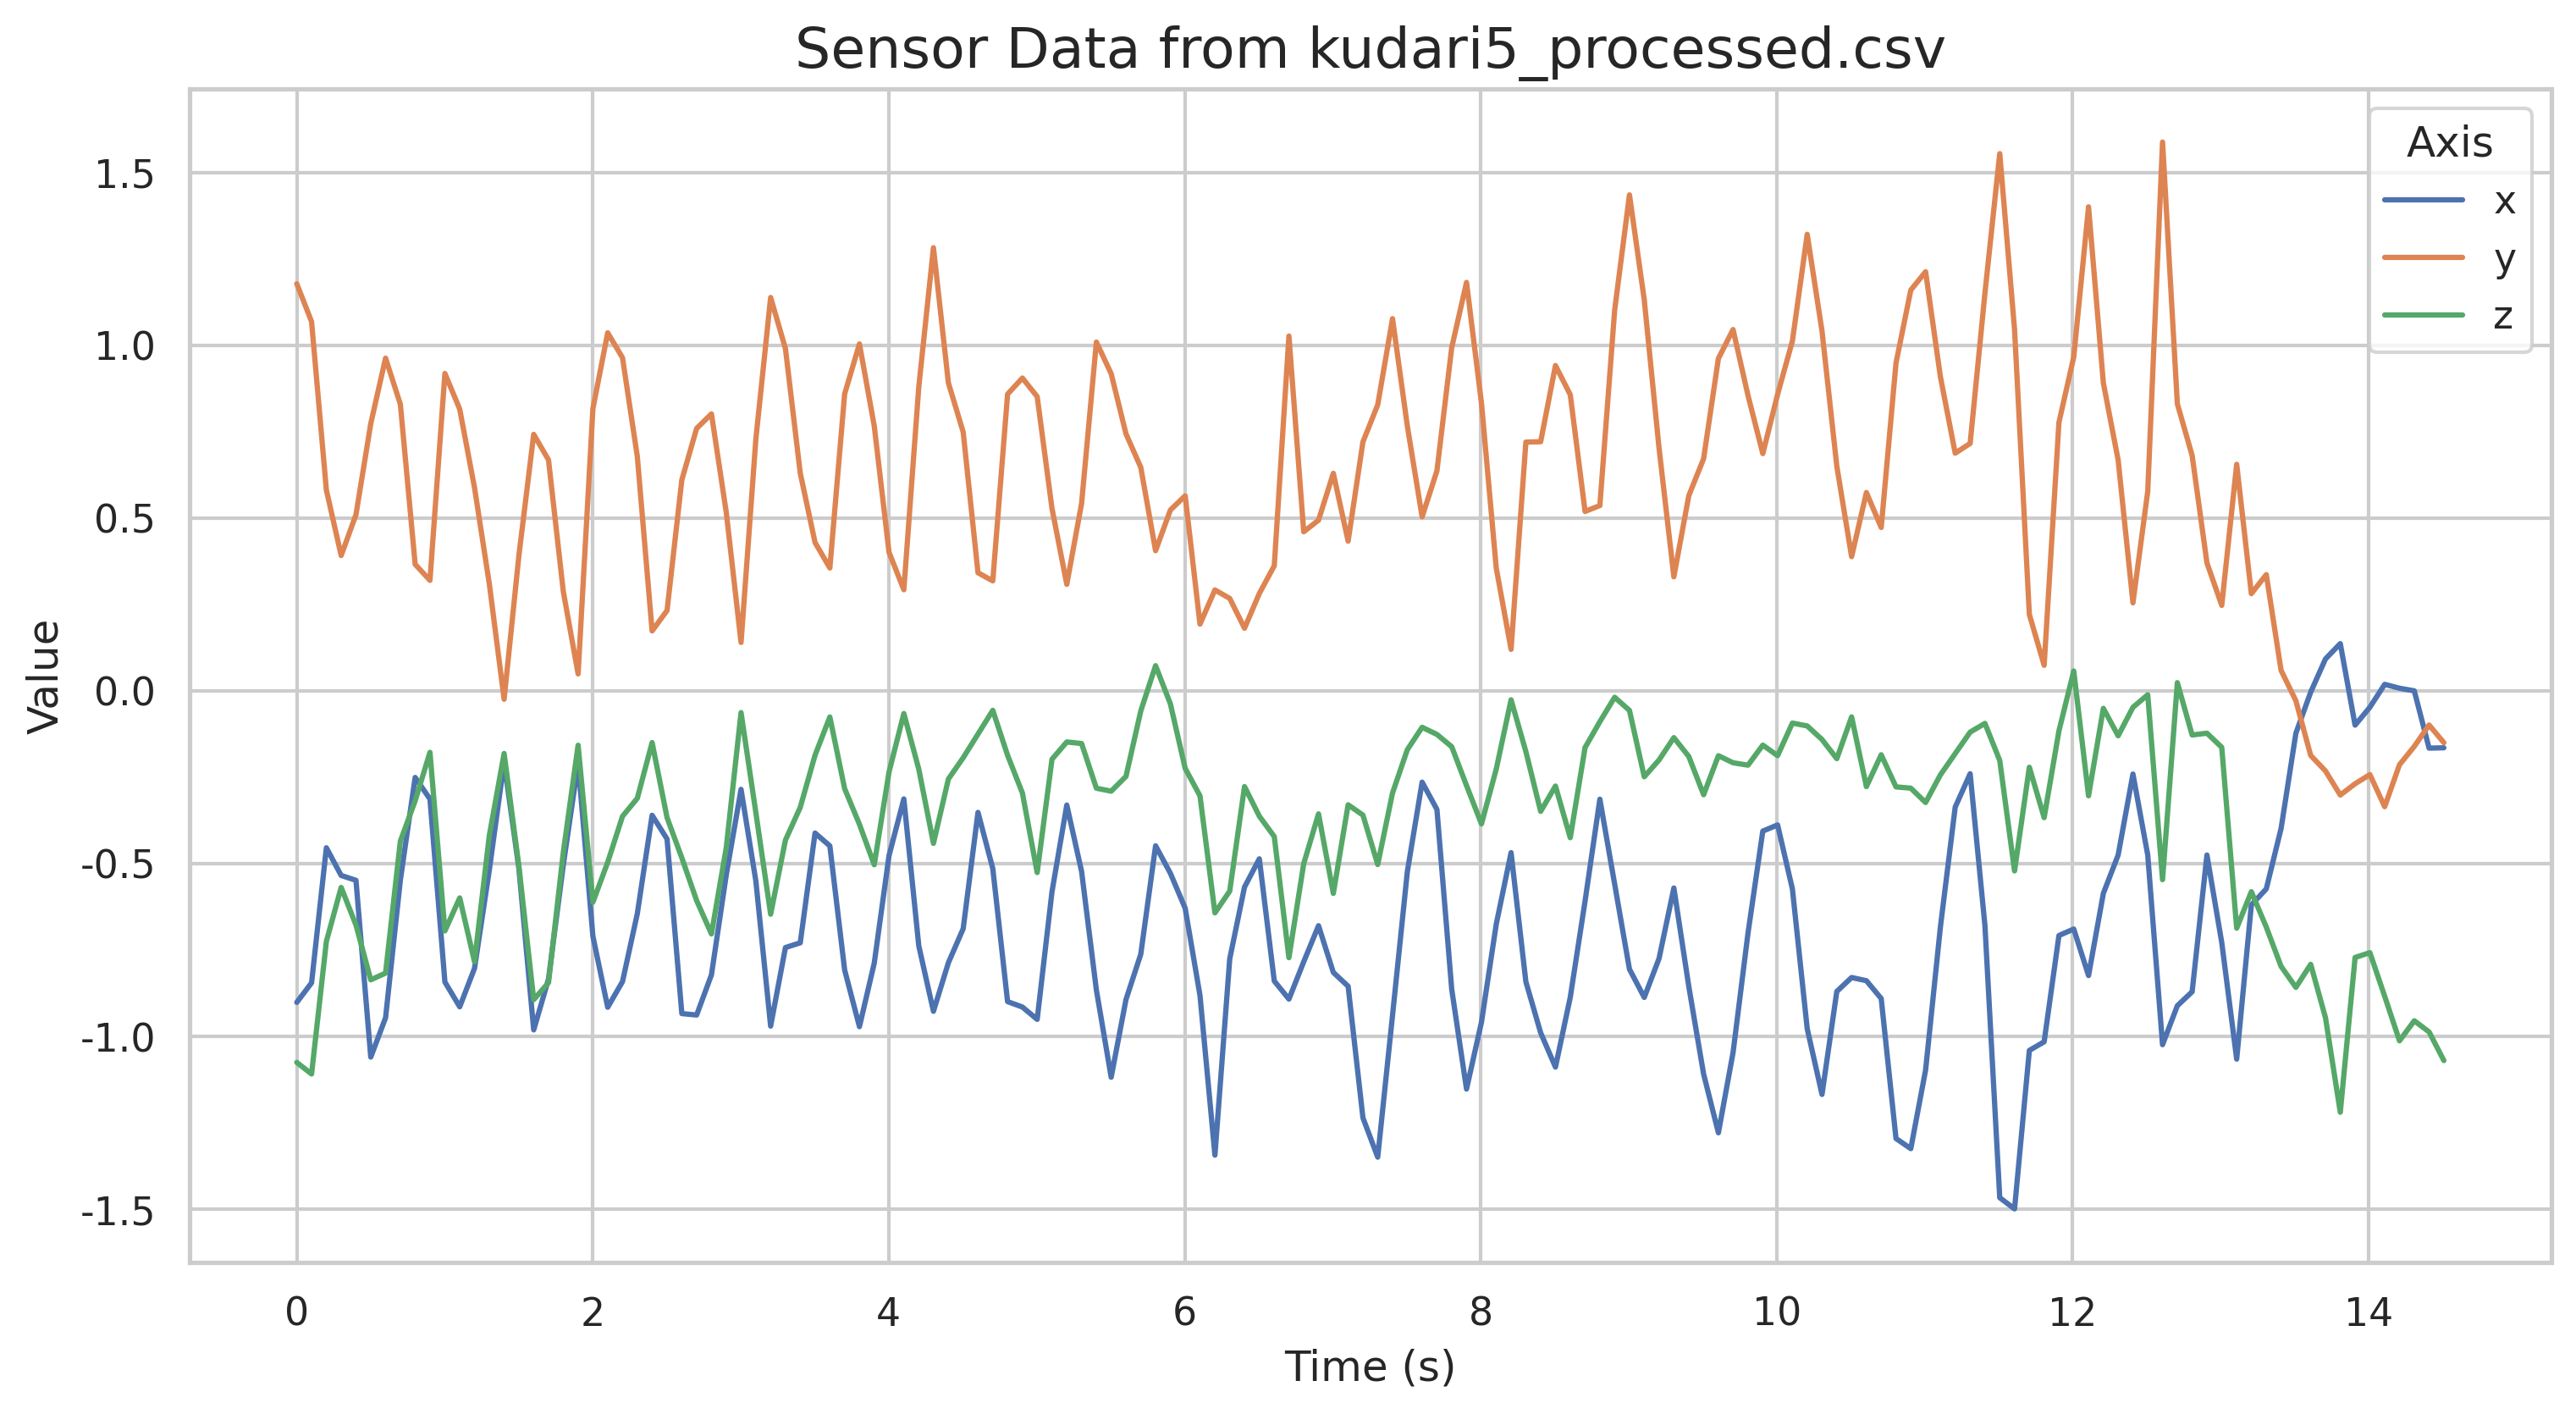 Sensor Data from kudari5_processed.csv
Axis
x
y
z
1.5
1.0
0.5
0.0
-0.5
-1.0
-1.5
Value
0 2 4 6 8 10 12 14
Time (s)